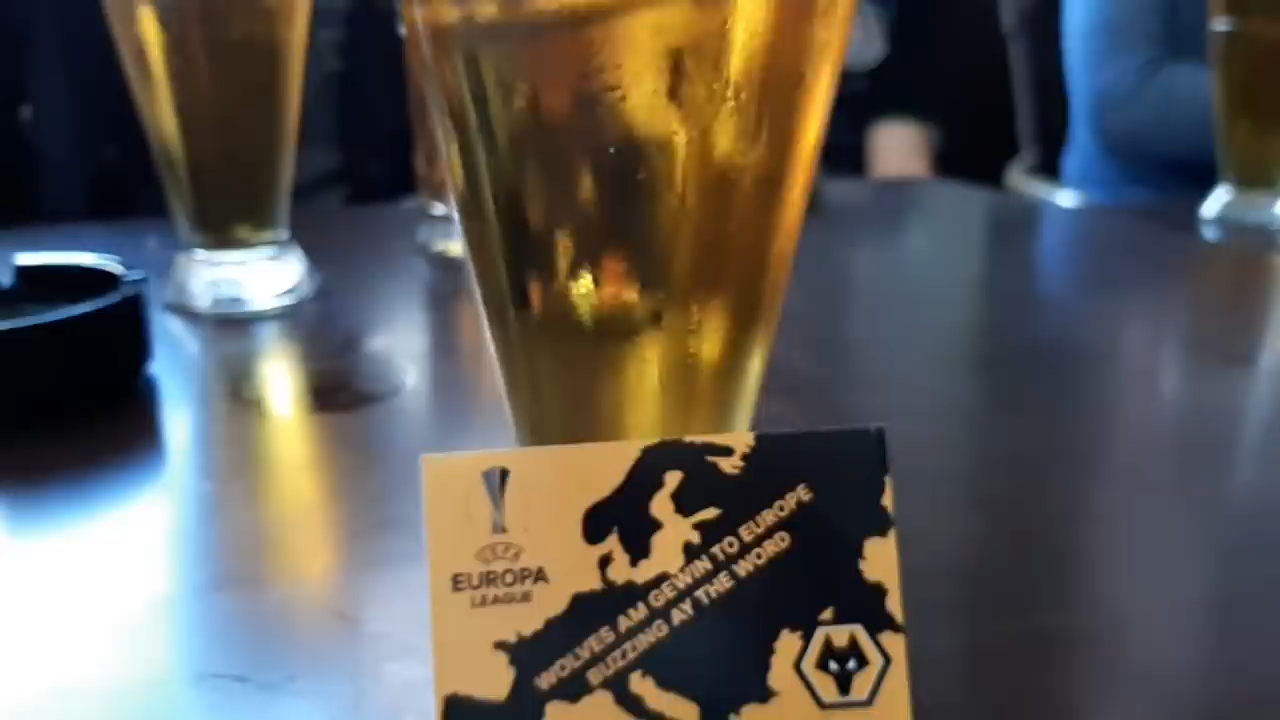 UEFA
EUROPA
LEAGUE
WOLVES AM GEWIN TO EUROPE
BUZZING AY THE WORD